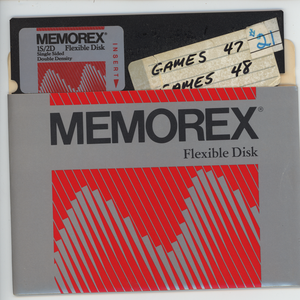 MEMOREX®
1S/2D Flexible Disk
Single Sided
Double Density
INSERT
GAMES 47
GAMES 48
#21
MEMOREX®
Flexible Disk